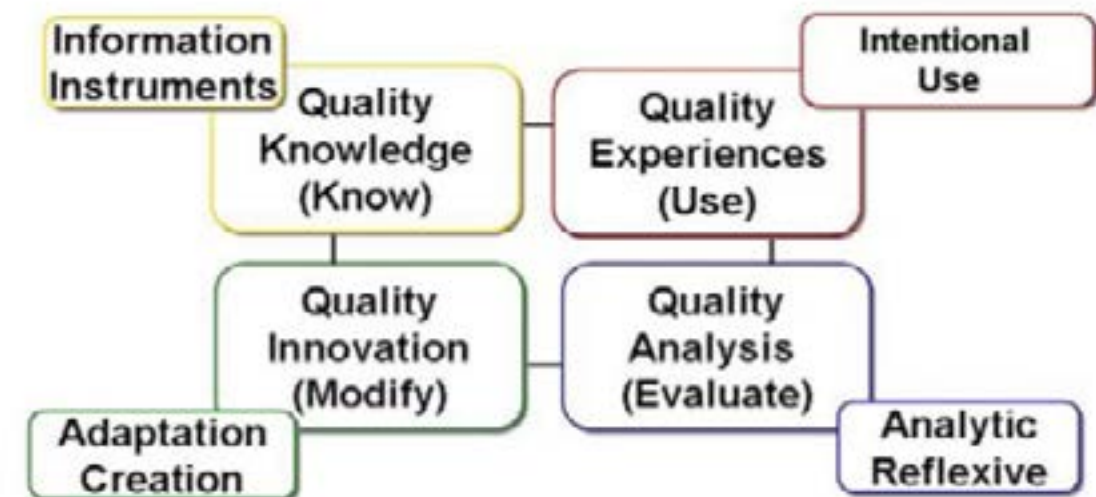 Information
Instruments
Quality
Knowledge
(Know)
Intentional
Use
Quality
Experiences
(Use)
Quality
Innovation
(Modify)
Adaptation
Creation
Quality
Analysis
(Evaluate)
Analytic
Reflexive